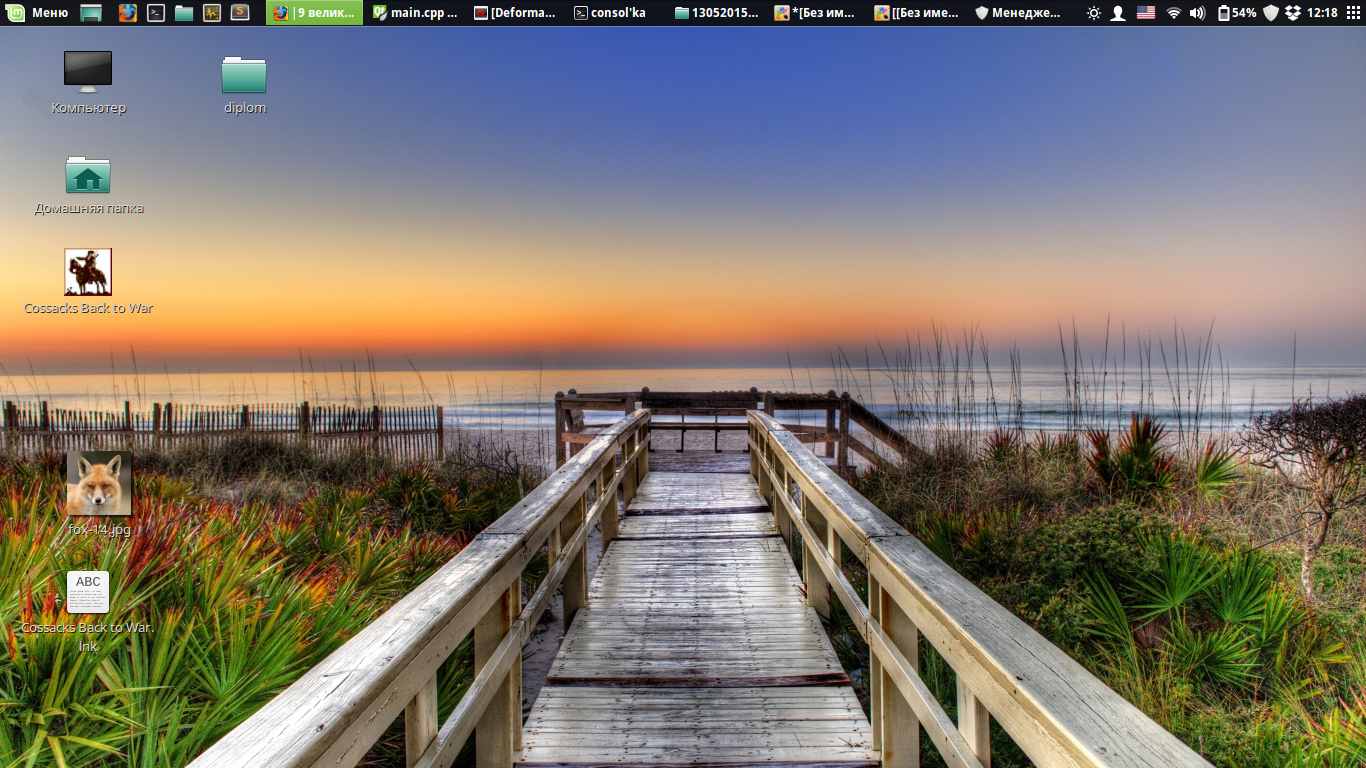 Меню
| 9 велик...
main.cpp ...
[Deforma...
consol'ka
13052015...
*[Без им...
[[Без име...
Менедже...
54%
12:18
Компьютер
diplom
Домашняя папка
Cossacks Back to War
fox-14.jpg
ABC
Cossacks Back to War.
lnk